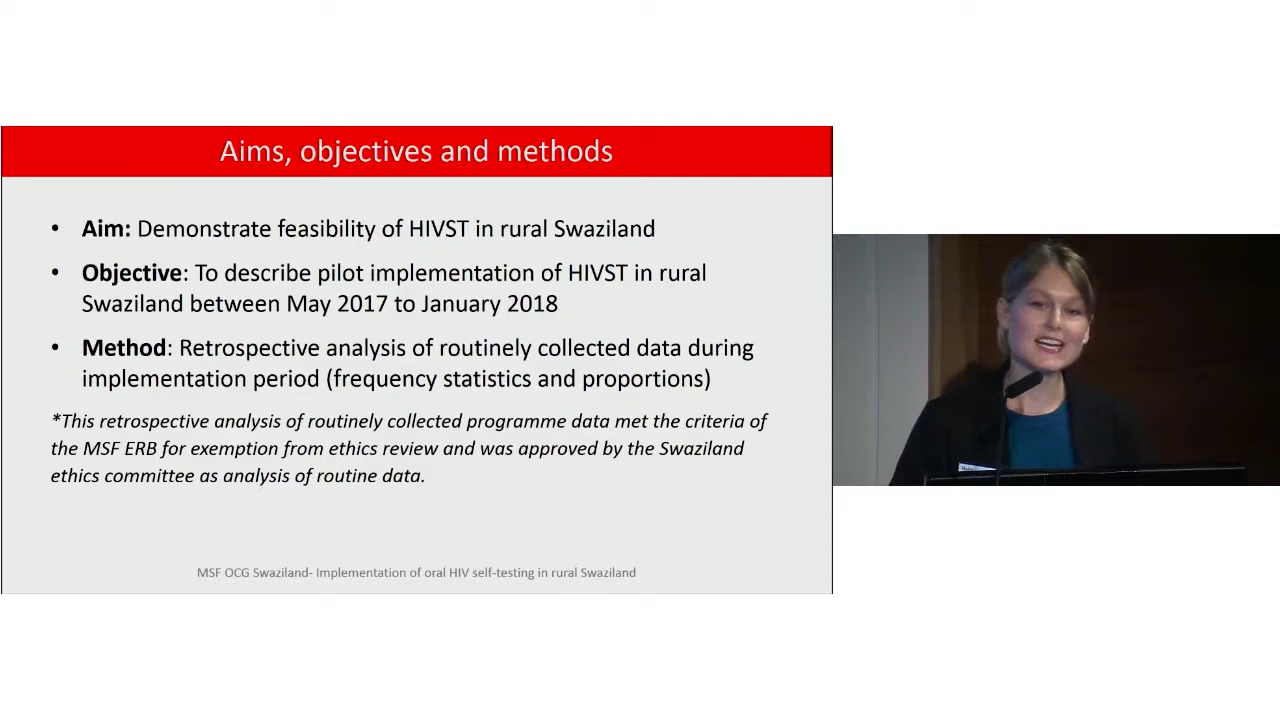 Aims, objectives and methods
• Aim: Demonstrate feasibility of HIVST in rural Swaziland
• Objective: To describe pilot implementation of HIVST in rural
Swaziland between May 2017 to January 2018
• Method: Retrospective analysis of routinely collected data during
implementation period (frequency statistics and proportions)
*This retrospective analysis of routinely collected programme data met the criteria of
the MSF ERB for exemption from ethics review and was approved by the Swaziland
ethics committee as analysis of routine data.
MSF OCG Swaziland- Implementation of oral HIV self-testing in rural Swaziland